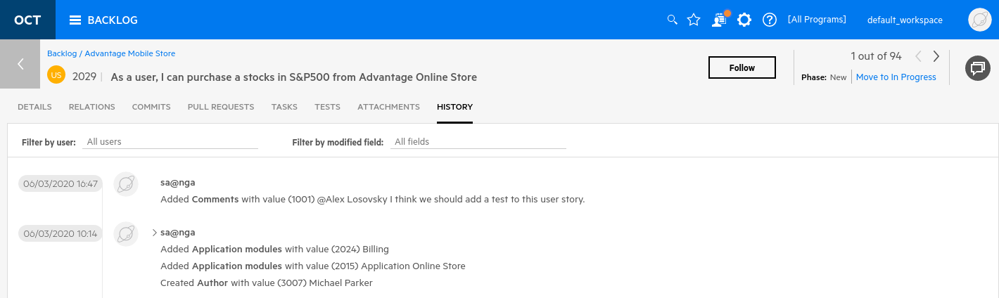 OCT BACKLOG [All Programs] default_workspace
Backlog / Advantage Mobile Store
US 2029 | As a user, I can purchase a stocks in S&P500 from Advantage Online Store
Follow
1 out of 94
Phase: New Move to In Progress
DETAILS RELATIONS COMMITS PULL REQUESTS TASKS TESTS ATTACHMENTS HISTORY
Filter by user: All users Filter by modified field: All fields
06/03/2020 16:47 sa@nga
Added Comments with value (1001) @Alex Losovsky I think we should add a test to this user story.
06/03/2020 10:14 sa@nga
Added Application modules with value (2024) Billing
Added Application modules with value (2015) Application Online Store
Created Author with value (3007) Michael Parker